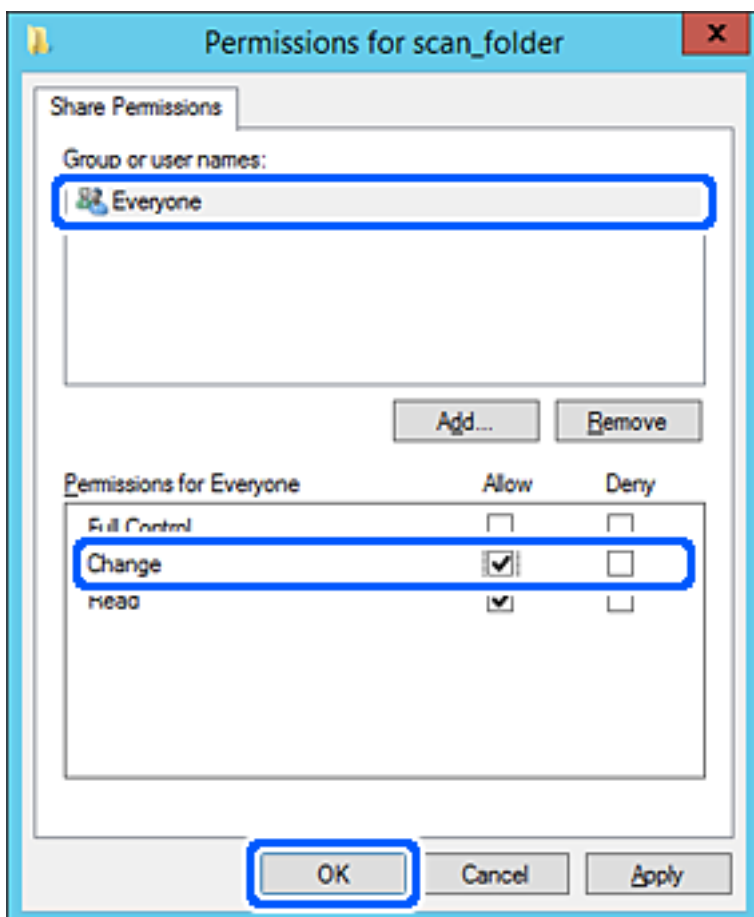 Permissions for scan_folder
x
Share Permissions
Group or user names:
Everyone
Add... Remove
Permissions for Everyone Allow Deny
Full Control
Change
Read
OK Cancel Apply